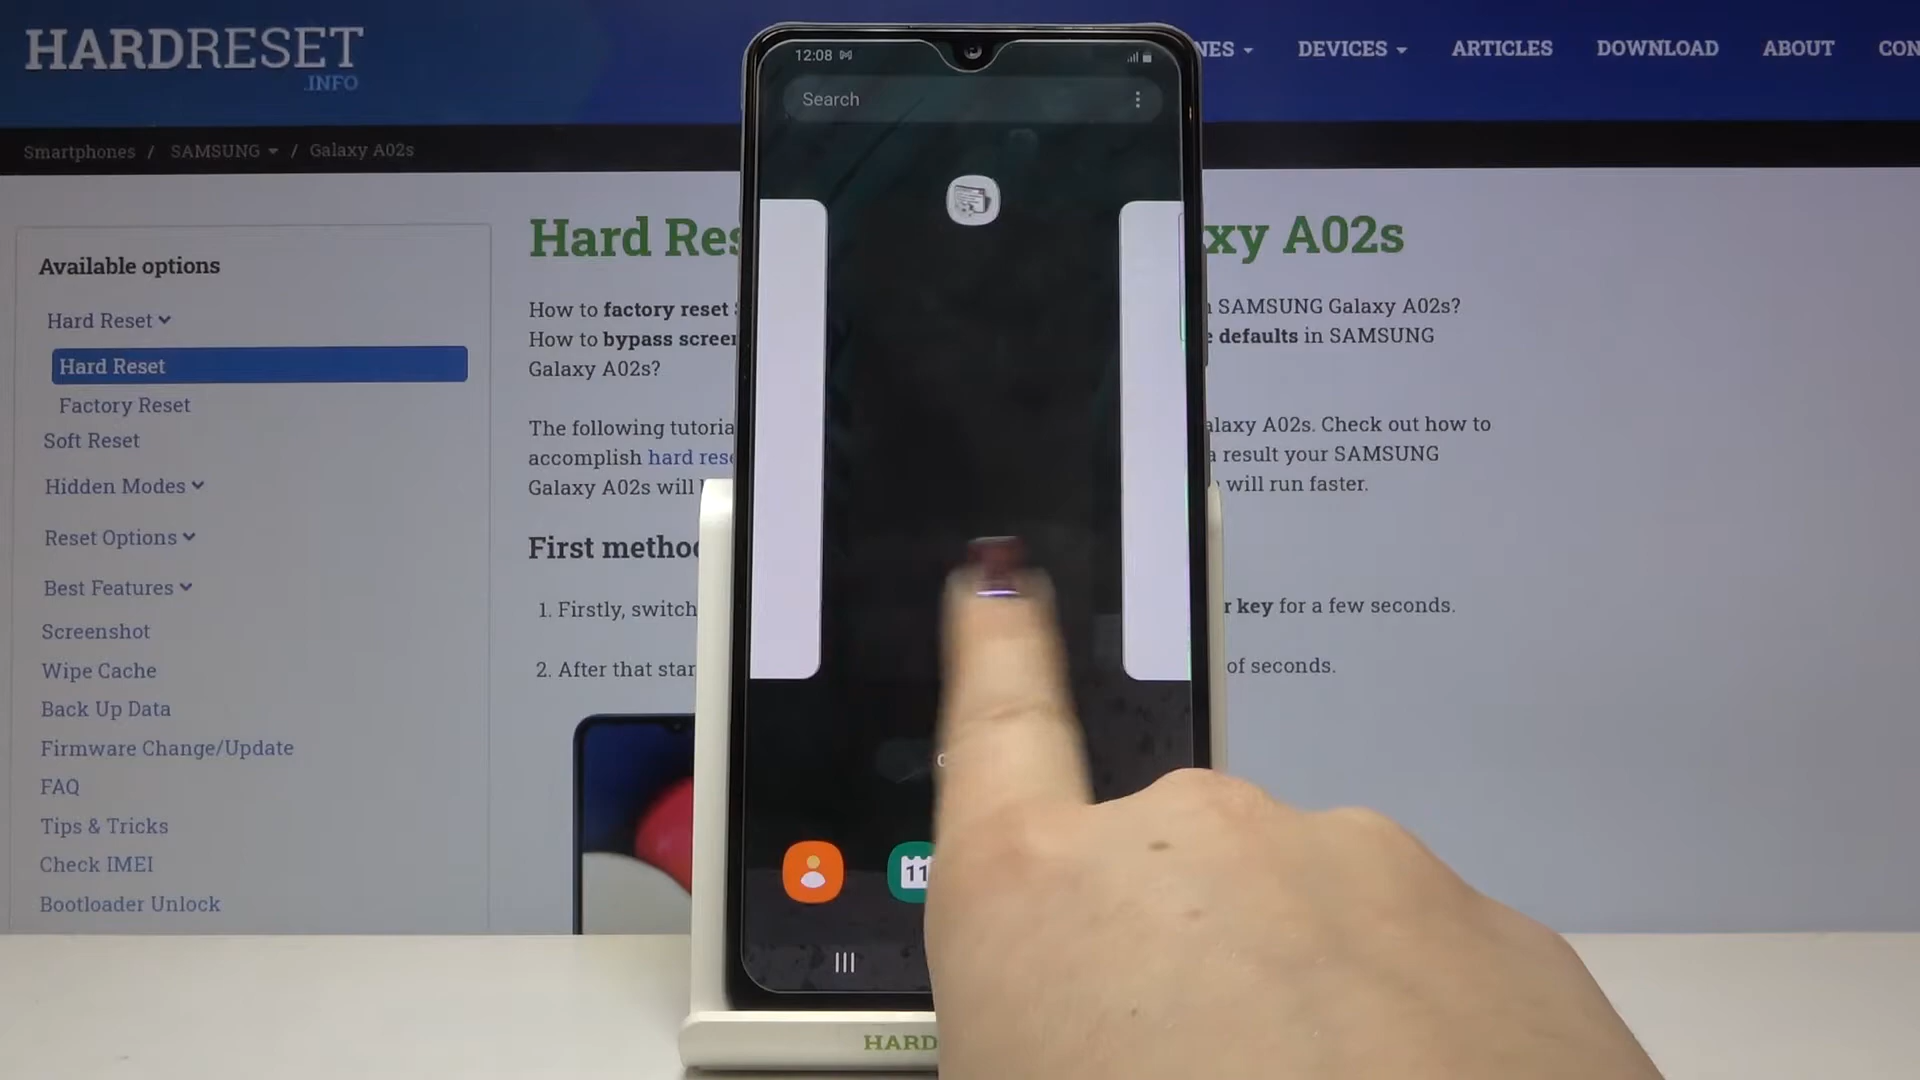 HARDRESET
.INFO
DEVICES
ARTICLES
DOWNLOAD
ABOUT
Smartphones / SAMSUNG / Galaxy A02s
12:08
Search
Available options
Hard Reset
Hard Reset
Factory Reset
Soft Reset
Hidden Modes
Reset Options
Best Features
Screenshot
Wipe Cache
Back Up Data
Firmware Change/Update
FAQ
Tips & Tricks
Check IMEI
Bootloader Unlock
Hard Res xy A02s
How to factory reset SAMSUNG Galaxy A02s?
How to bypass screen defaults in SAMSUNG
Galaxy A02s?
The following tutoria alaxy A02s. Check out how to
accomplish hard rese a result your SAMSUNG
Galaxy A02s will will run faster.
First method
1. Firstly, switch key for a few seconds.
2. After that star of seconds.
11
HARD